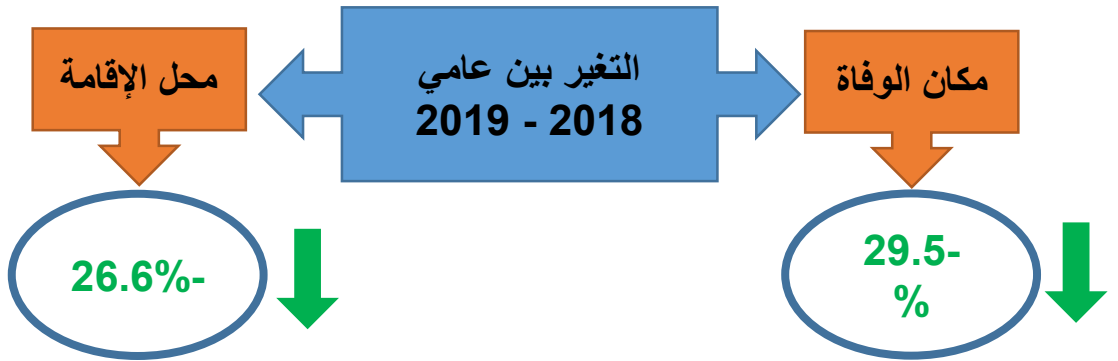 التغير بين عامي
2018 - 2019
مكان الوفاة
محل الإقامة
29.5-
%
26.6%-